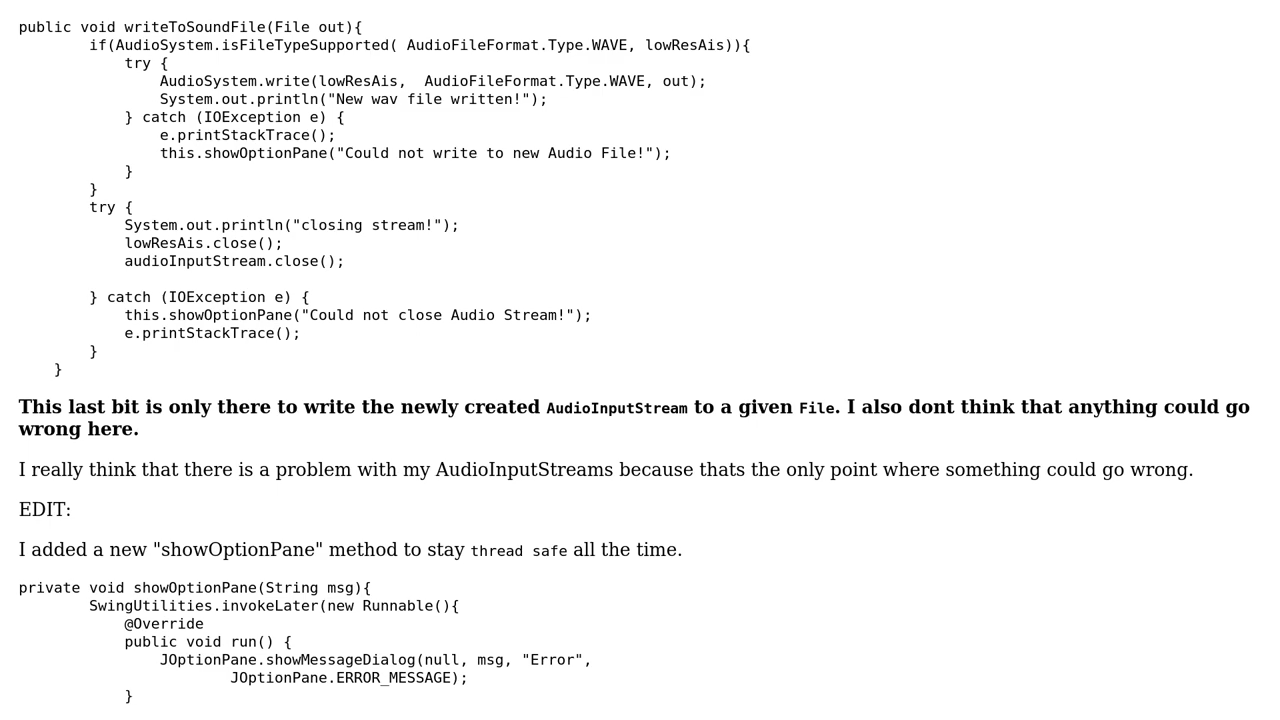 public void writeToSoundFile(File out){
        if(AudioSystem.isFileTypeSupported( AudioFileFormat.Type.WAVE, lowResAis)){
            try {
                AudioSystem.write(lowResAis,  AudioFileFormat.Type.WAVE, out);
                System.out.println("New wav file written!");
            } catch (IOException e) {
                e.printStackTrace();
                this.showOptionPane("Could not write to new Audio File!");
            }
        }
        try {
            System.out.println("closing stream!");
            lowResAis.close();
            audioInputStream.close();

        } catch (IOException e) {
            this.showOptionPane("Could not close Audio Stream!");
            e.printStackTrace();
        }
    }
This last bit is only there to write the newly created AudioInputStream to a given File. I also dont think that anything could go
wrong here.
I really think that there is a problem with my AudioInputStreams because thats the only point where something could go wrong.
EDIT:
I added a new "showOptionPane" method to stay thread safe all the time.
private void showOptionPane(String msg){
        SwingUtilities.invokeLater(new Runnable(){
            @Override
            public void run() {
                JOptionPane.showMessageDialog(null, msg, "Error",
                        JOptionPane.ERROR_MESSAGE);
            }